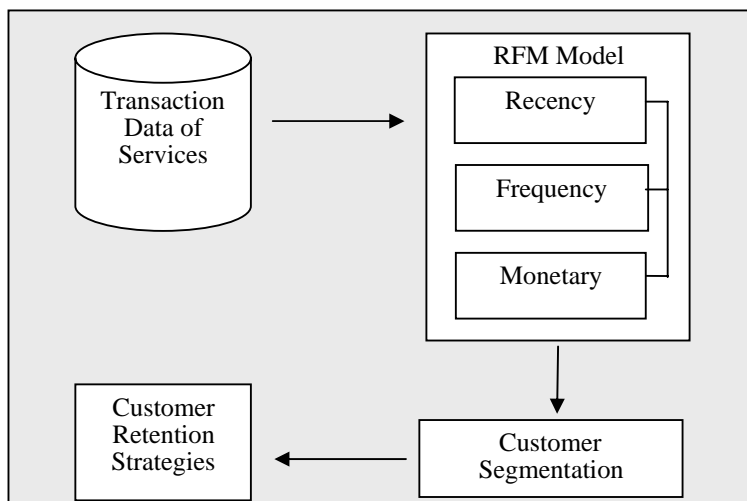 Transaction
Data of
Services
RFM Model
Recency
Frequency
Monetary
Customer
Segmentation
Customer
Retention
Strategies